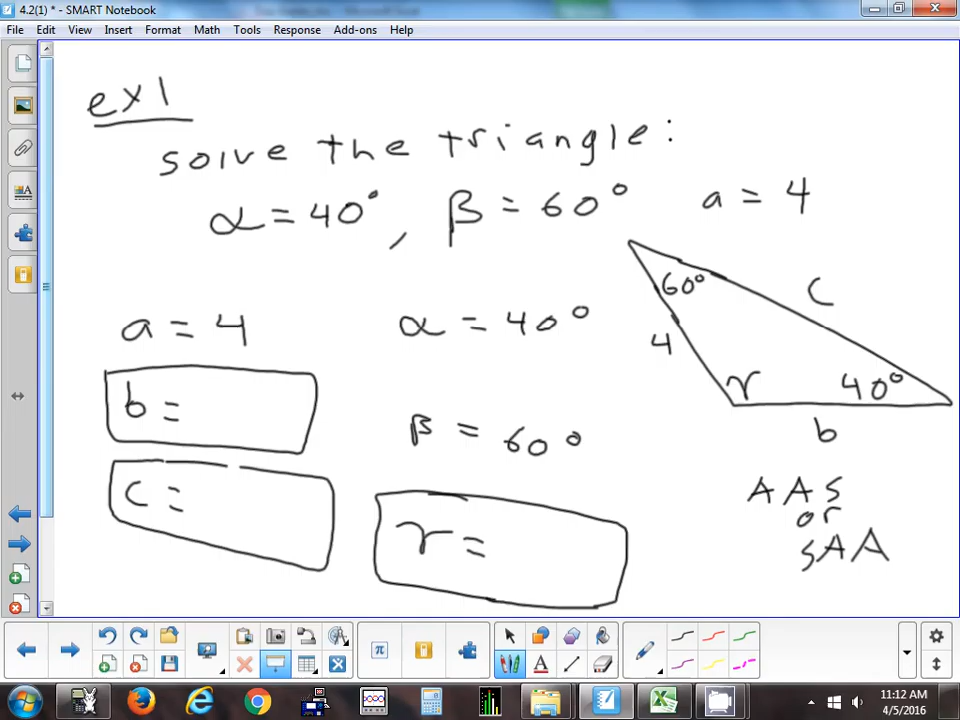 4.2(1) * - SMART Notebook
File Edit View Insert Format Math Tools Response Add-ons Help
ex1
solve the triangle:
α = 40°, β = 60° a = 4
60° c
a = 4 α = 40° 4
γ 40°
b = β = 60° b
c = AAS
or
γ = SAA
π A
11:12 AM
4/5/2016